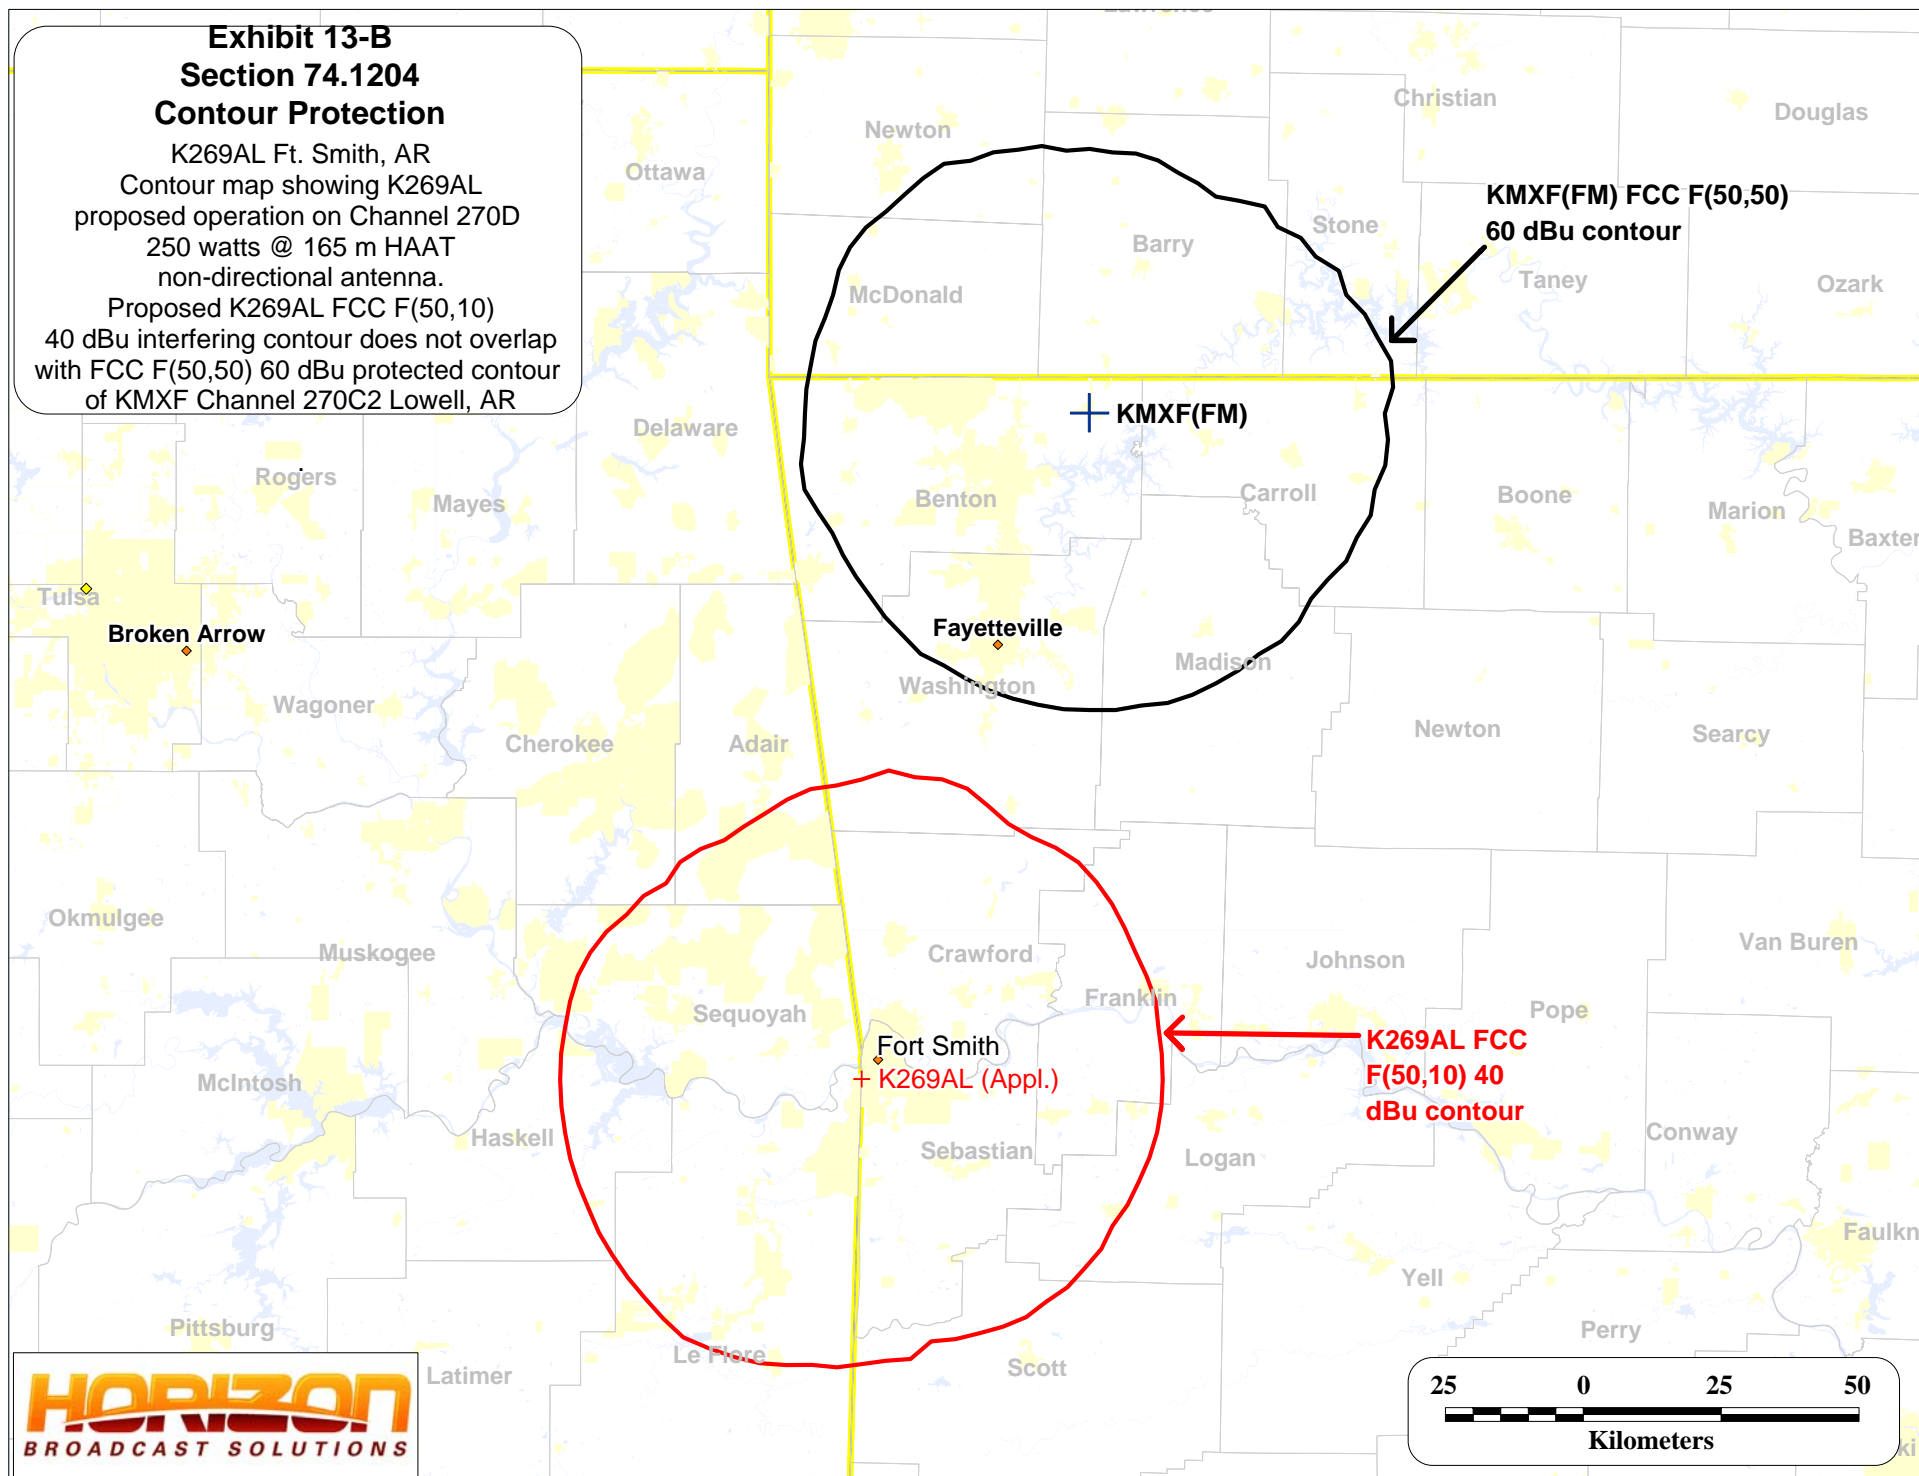 Exhibit 13-B
Section 74.1204
Contour Protection
K269AL Ft. Smith, AR
Contour map showing K269AL
proposed operation on Channel 270D
250 watts @ 165 m HAAT
non-directional antenna.
Proposed K269AL FCC F(50,10)
40 dBu interfering contour does not overlap
with FCC F(50,50) 60 dBu protected contour
of KMXF Channel 270C2 Lowell, AR
Christian
Douglas
Newton
Ottawa
KMXF(FM) FCC F(50,50)
60 dBu contour
Stone
Barry
Taney
Ozark
McDonald
KMXF(FM)
Delaware
Rogers
Mayes
Benton
Carroll
Boone
Marion
Baxter
Tulsa
Broken Arrow
Fayetteville
Washington
Madison
Wagoner
Cherokee
Adair
Newton
Searcy
Okmulgee
Muskogee
Crawford
Johnson
Van Buren
Franklin
Sequoyah
Pope
Fort Smith
K269AL (Appl.)
K269AL FCC
F(50,10) 40
dBu contour
McIntosh
Haskell
Sebastian
Logan
Conway
Faulkn
Yell
Pittsburg
Perry
Le Flore
Scott
Latimer
HORIZON
BROADCAST SOLUTIONS
25 0 25 50
Kilometers